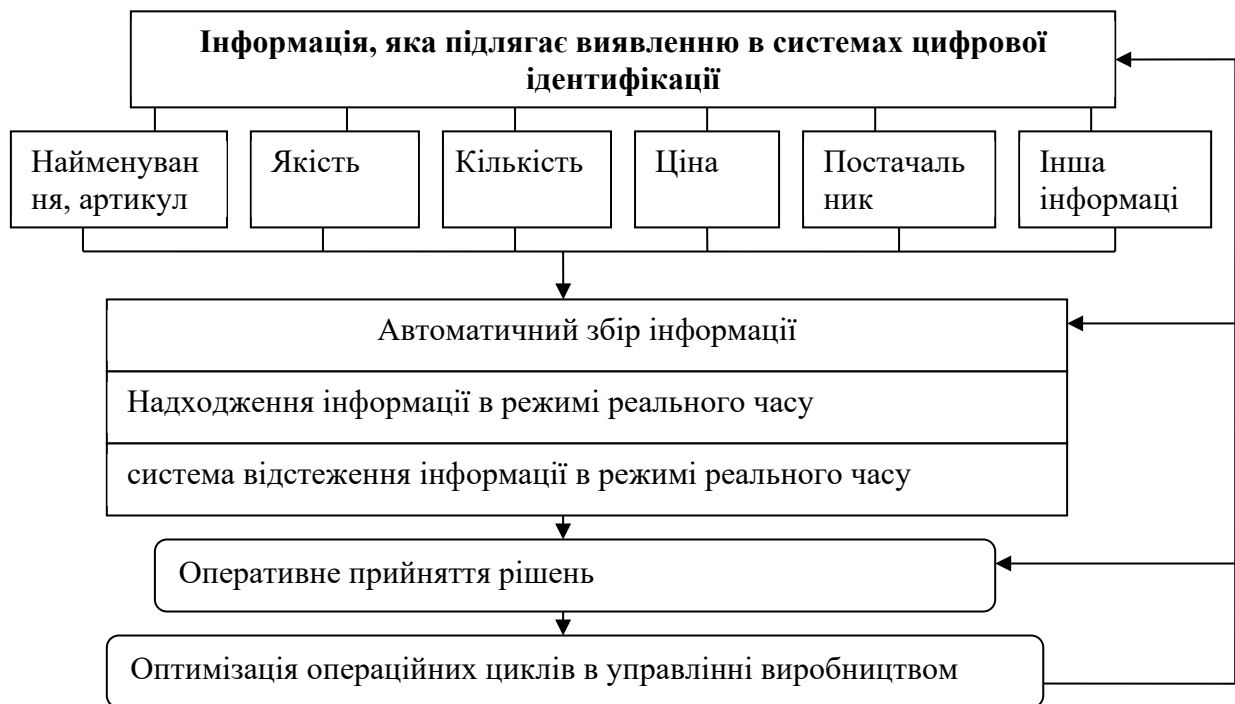 Інформація, яка підлягає виявленню в системах цифрової
ідентифікації
Найменуван
ня, артикул
Якість
Кількість
Ціна
Постачаль
ник
Інша
інформаці
Автоматичний збір інформації
Надходження інформації в режимі реального часу
система відстеження інформації в режимі реального часу
Оперативне прийняття рішень
Оптимізація операційних циклів в управлінні виробництвом